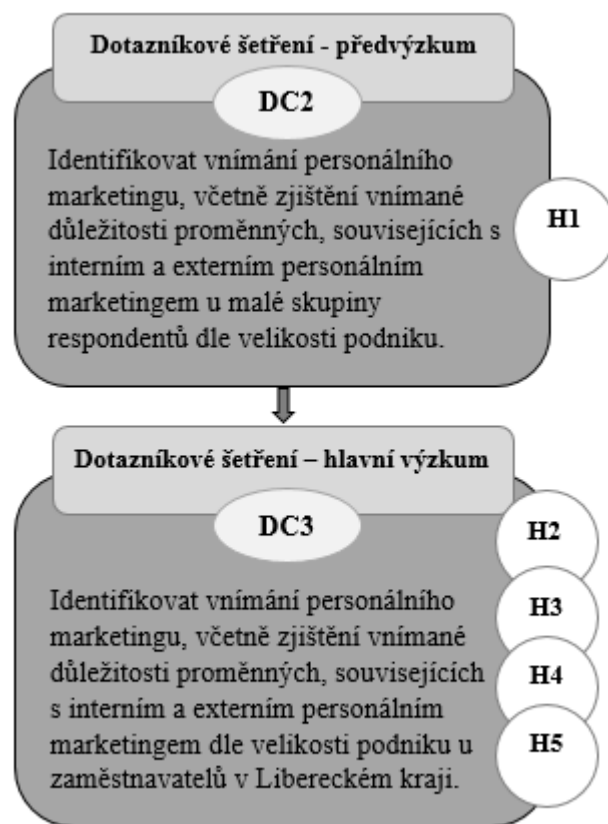 Dotazníkové šetření - předvýzkum
DC2
Identifikovat vnímání personálního
marketingu, včetně zjištění vnímané
důležitosti proměnných, souvisejících s
interním a externím personálním
marketingem u malé skupiny
respondentů dle velikosti podniku.
H1
Dotazníkové šetření – hlavní výzkum
DC3
Identifikovat vnímání personálního
marketingu, včetně zjištění vnímané
důležitosti proměnných, souvisejících
s interním a externím personálním
marketingem dle velikosti podniku u
zaměstnavatelů v Libereckém kraji.
H2
H3
H4
H5